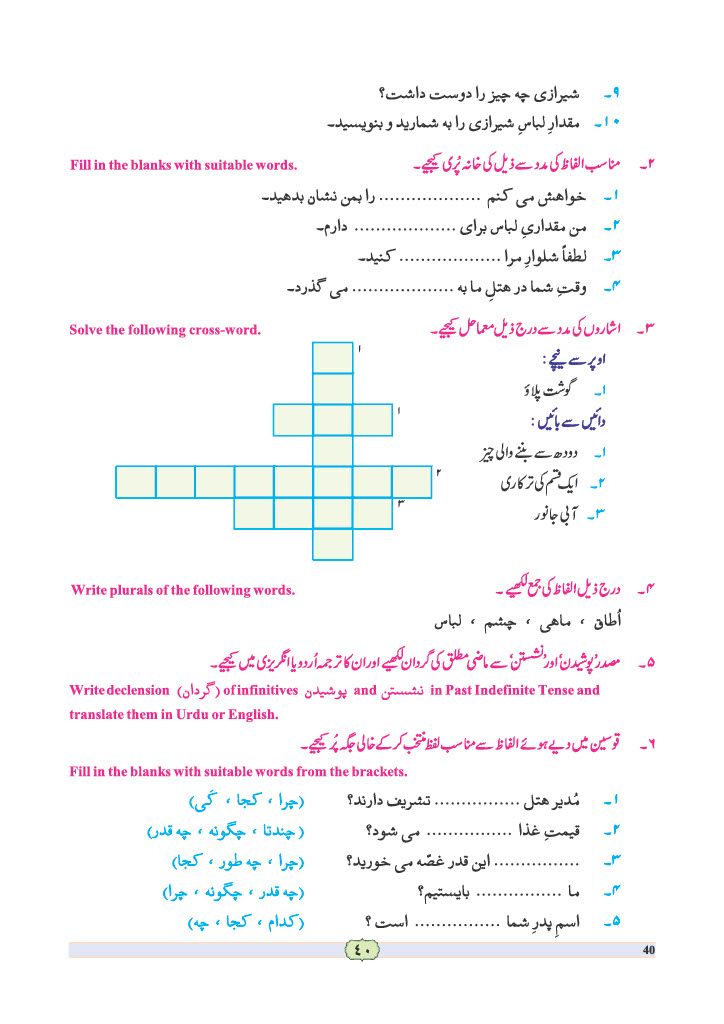 ۹۔ شیرازی چه چیز را دوست داشت؟
۱۰۔ مقدارِ لباسِ شیرازی را به شمارید و بنویسید۔
۲۔ مناسب الفاظ کی مدد سے ذیل کی خانہ پُری کیجیے۔ Fill in the blanks with suitable words.
۱۔ خواهش می کنم ................... را بمن نشان بدهید۔
۲۔ من مقداریِ لباس برای ................... دارم۔
۳۔ لطفاً شلوارِ مرا ................... کنید۔
۴۔ وقتِ شما در هتلِ ما به ................... می گذرد۔
۳۔ اشاروں کی مدد سے درج ذیل معما حل کیجیے۔ Solve the following cross-word.
اوپر سے نیچے :
۱۔ گوشت پلاؤ
دائیں سے بائیں :
۱۔ دودھ سے بننے والی چیز
۲۔ ایک قسم کی ترکاری
۳۔ آبی جانور
۱
۱
۲
۳
۴۔ درج ذیل الفاظ کی جمع لکھیے۔ Write plurals of the following words.
اُطاق ، ماهی ، چشم ، لباس
۵۔ مصدر ’پوشیدن‘ اور ’نشستن‘ سے ماضی مطلق کی گردان لکھیے اور ان کا ترجمہ اُردو یا انگریزی میں کیجیے۔
Write declension (گردان) of infinitives پوشیدن and نشستن in Past Indefinite Tense and
translate them in Urdu or English.
۶۔ قوسین میں دیے ہوئے الفاظ سے مناسب لفظ منتخب کر کے خالی جگہ پُر کیجیے۔
Fill in the blanks with suitable words from the brackets.
۱۔ مُدیر هتل ................ تشریف دارند؟ (چرا ، کجا ، کَی)
۲۔ قیمتِ غذا ................ می شود؟ (چندتا ، چگونه ، چه قدر)
۳۔ ................ این قدر غصّه می خورید؟ (چرا ، چه طور ، کجا)
۴۔ ما ................ بایستیم؟ (چه قدر ، چگونه ، چرا)
۵۔ اسمِ پدرِ شما ................ است ؟ (کدام ، کجا ، چه)
۴۰
40